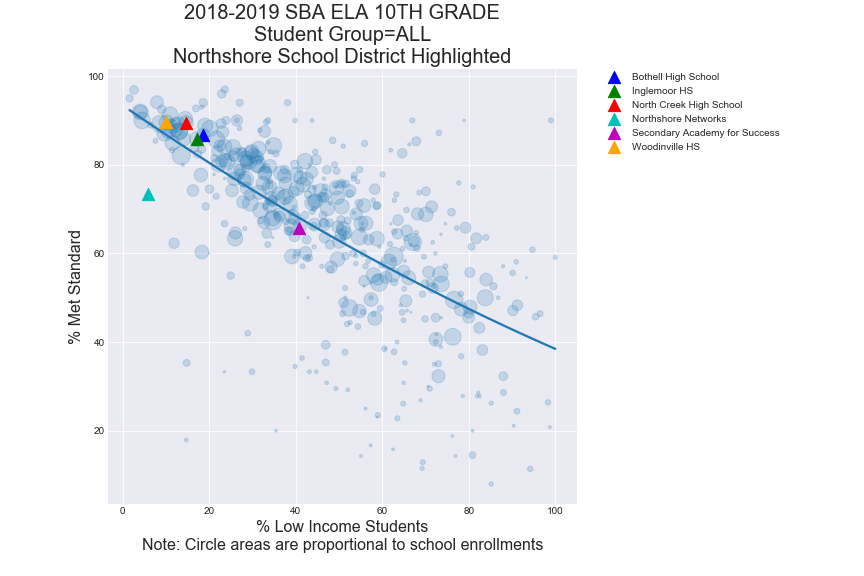 2018-2019 SBA ELA 10TH GRADE
Student Group=ALL
Northshore School District Highlighted
Bothell High School
Inglemoor HS
North Creek High School
Northshore Networks
Secondary Academy for Success
Woodinville HS
% Met Standard
100
80
60
40
20
0 20 40 60 80 100
% Low Income Students
Note: Circle areas are proportional to school enrollments